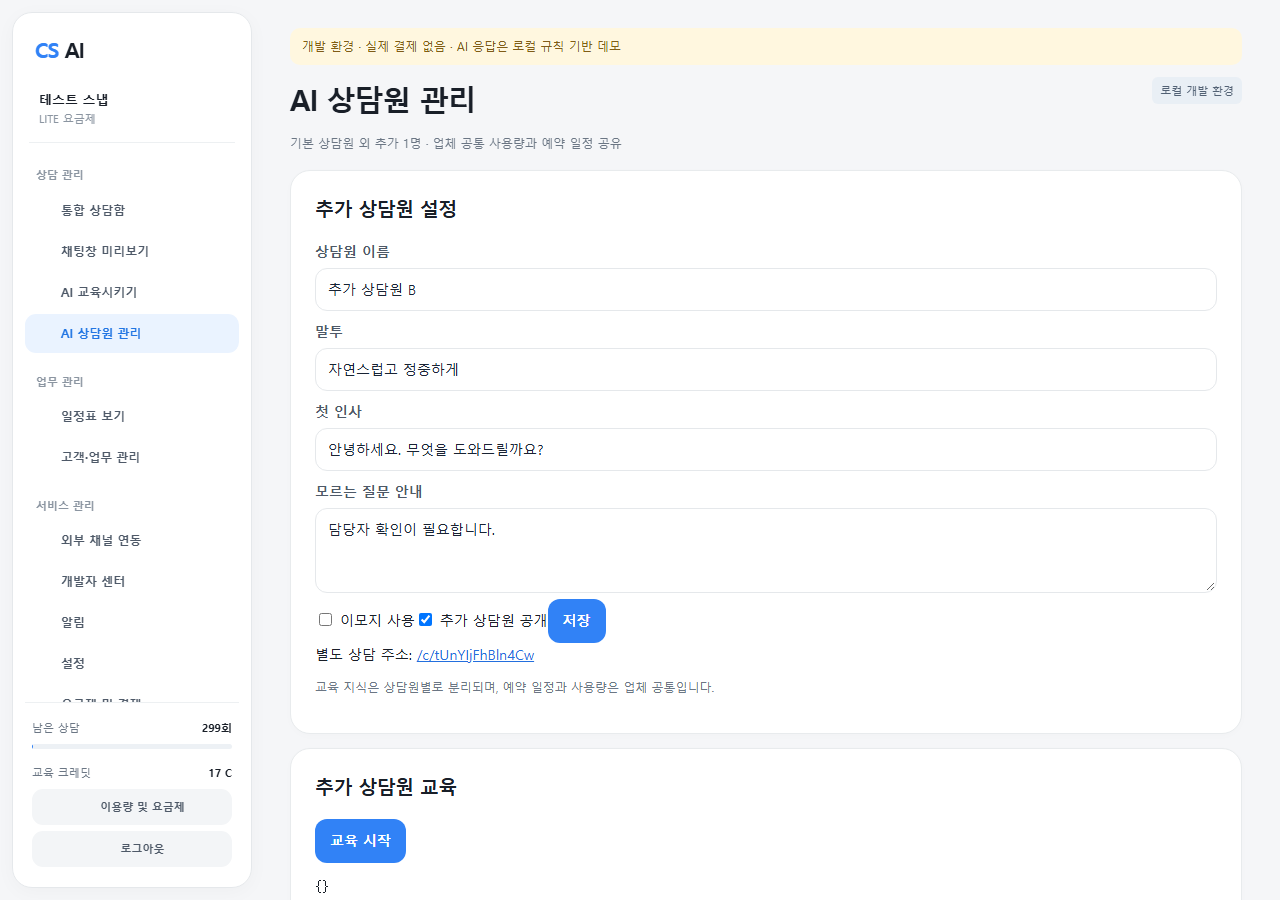 CS AI
테스트 스냅
LITE 요금제
상담 관리
통합 상담함
채팅창 미리보기
AI 교육시키기
AI 상담원 관리
업무 관리
일정표 보기
고객·업무 관리
서비스 관리
외부 채널 연동
개발자 센터
알림
설정
남은 상담 299회
교육 크레딧 17 C
이용량 및 요금제
로그아웃
개발 환경 · 실제 결제 없음 · AI 응답은 로컬 규칙 기반 데모
AI 상담원 관리
로컬 개발 환경
기본 상담원 외 추가 1명 · 업체 공통 사용량과 예약 일정 공유
추가 상담원 설정
상담원 이름
추가 상담원 B
말투
자연스럽고 정중하게
첫 인사
안녕하세요. 무엇을 도와드릴까요?
모르는 질문 안내
담당자 확인이 필요합니다.
이모지 사용 추가 상담원 공개 저장
별도 상담 주소:
교육 지식은 상담원별로 분리되며, 예약 일정과 사용량은 업체 공통입니다.
추가 상담원 교육
교육 시작
{}